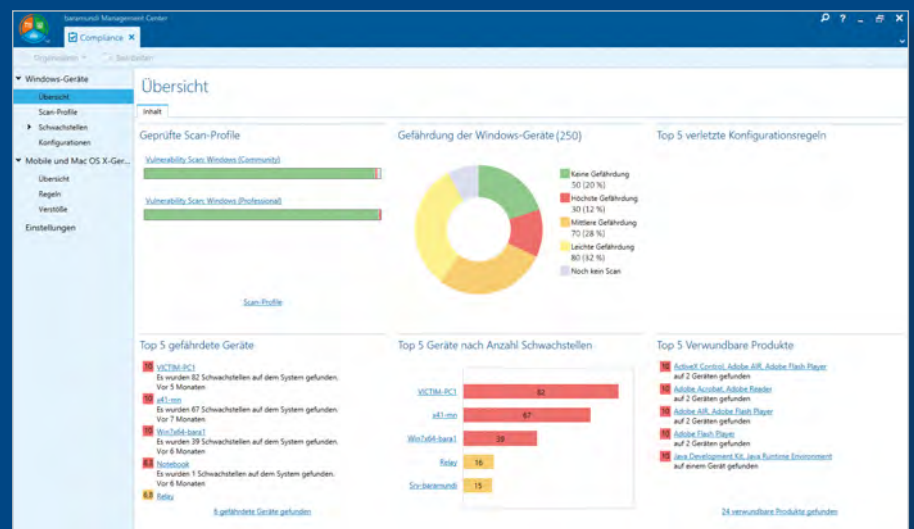 baramundi Management Center
Compliance
Organisieren
Bearbeiten
Windows-Geräte
Übersicht
Scan-Profile
Schwachstellen
Konfigurationen
Mobile und Mac OS X-Ger...
Übersicht
Regeln
Verstöße
Einstellungen
Übersicht
Inhalt
Geprüfte Scan-Profile
Vulnerability Scan: Windows (Community)
Vulnerability Scan: Windows (Professional)
Scan-Profile
Gefährdung der Windows-Geräte (250)
Keine Gefährdung
50 (20 %)
Höchste Gefährdung
30 (12 %)
Mittlere Gefährdung
70 (28 %)
Leichte Gefährdung
80 (32 %)
Noch kein Scan
Top 5 verletzte Konfigurationsregeln
Top 5 gefährdete Geräte
10 VICTIM-PC1
Es wurden 82 Schwachstellen auf dem System gefunden.
Vor 5 Monaten
10 x41-mn
Es wurden 67 Schwachstellen auf dem System gefunden.
Vor 7 Monaten
10 Win7x64-bara1
Es wurden 39 Schwachstellen auf dem System gefunden.
Vor 6 Monaten
Notebook
Es wurden 1 Schwachstellen auf dem System gefunden.
Vor 6 Monaten
6.8 Relay
6 gefährdete Geräte gefunden
Top 5 Geräte nach Anzahl Schwachstellen
VICTIM-PC1 82
x41-mn 67
Win7x64-bara1 39
Relay 16
Srv-baramundi 15
Top 5 Verwundbare Produkte
10 ActiveX Control, Adobe AIR, Adobe Flash Player
auf 2 Geräten gefunden
10 Adobe Acrobat, Adobe Reader
auf 2 Geräten gefunden
10 Adobe AIR, Adobe Flash Player
auf 2 Geräten gefunden
10 Adobe Flash Player
auf 2 Geräten gefunden
10 Java Development Kit, Java Runtime Environment
auf einem Gerät gefunden
24 verwundbare Produkte gefunden